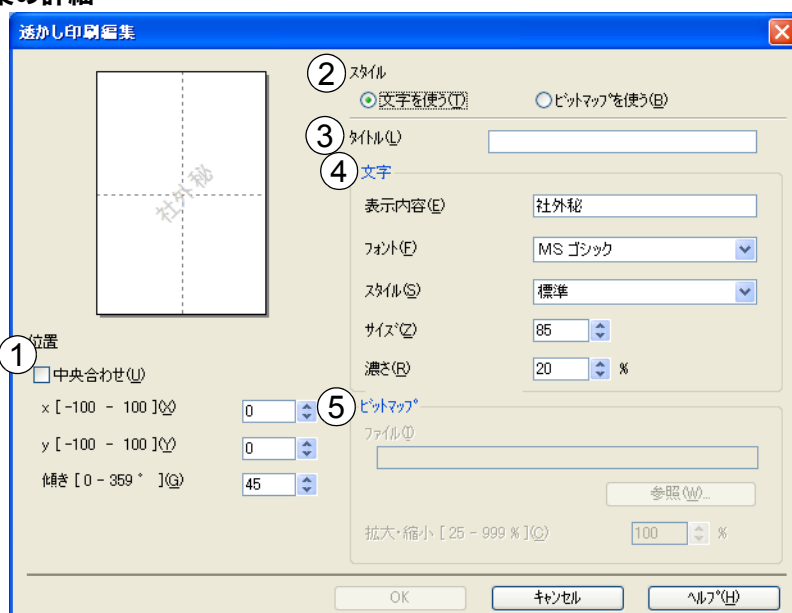 集の詳細
透かし印刷編集
② スタイル
文字を使う(T) ビットマップを使う(B)
③ タイトル(L)
④ 文字
表示内容(E) 社外秘
フォント(F) MS ゴシック
スタイル(S) 標準
サイズ(Z) 85
濃さ(R) 20 %
社外秘
位置
①
中央合わせ(U)
x [ -100 - 100 ](X) 0
y [ -100 - 100 ](Y) 0
傾き [ 0 - 359 ° ](G) 45
⑤ ビットマップ
ファイル(I)
参照(W)...
拡大・縮小 [ 25 - 999 % ](C) 100 %
OK キャンセル ヘルプ(H)